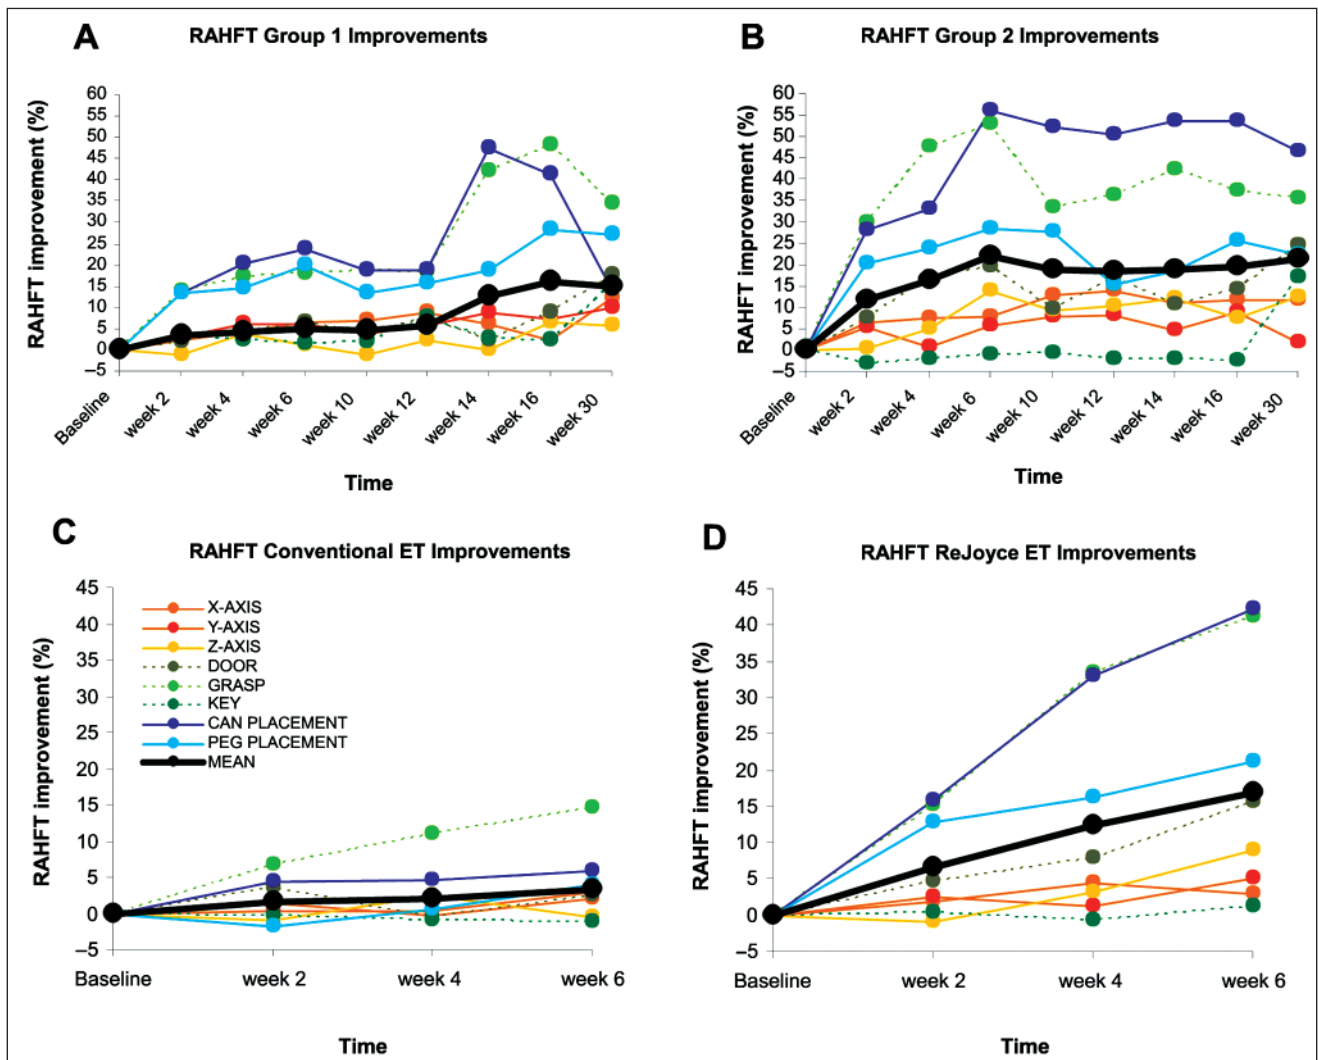 A
RAHFT Group 1 Improvements
RAHFT improvement (%)
60
55
50
45
40
35
30
25
20
15
10
5
0
–5
Baseline
week 2
week 4
week 6
week 10
week 12
week 14
week 16
week 30
Time
B
RAHFT Group 2 Improvements
RAHFT improvement (%)
60
55
50
45
40
35
30
25
20
15
10
5
0
–5
Baseline
week 2
week 4
week 6
week 10
week 12
week 14
week 16
week 30
Time
C
RAHFT Conventional ET Improvements
RAHFT improvement (%)
45
40
35
30
25
20
15
10
5
0
–5
X-AXIS
Y-AXIS
Z-AXIS
DOOR
GRASP
KEY
CAN PLACEMENT
PEG PLACEMENT
MEAN
Baseline
week 2
week 4
week 6
Time
D
RAHFT ReJoyce ET Improvements
RAHFT improvement (%)
45
40
35
30
25
20
15
10
5
0
–5
Baseline
week 2
week 4
week 6
Time